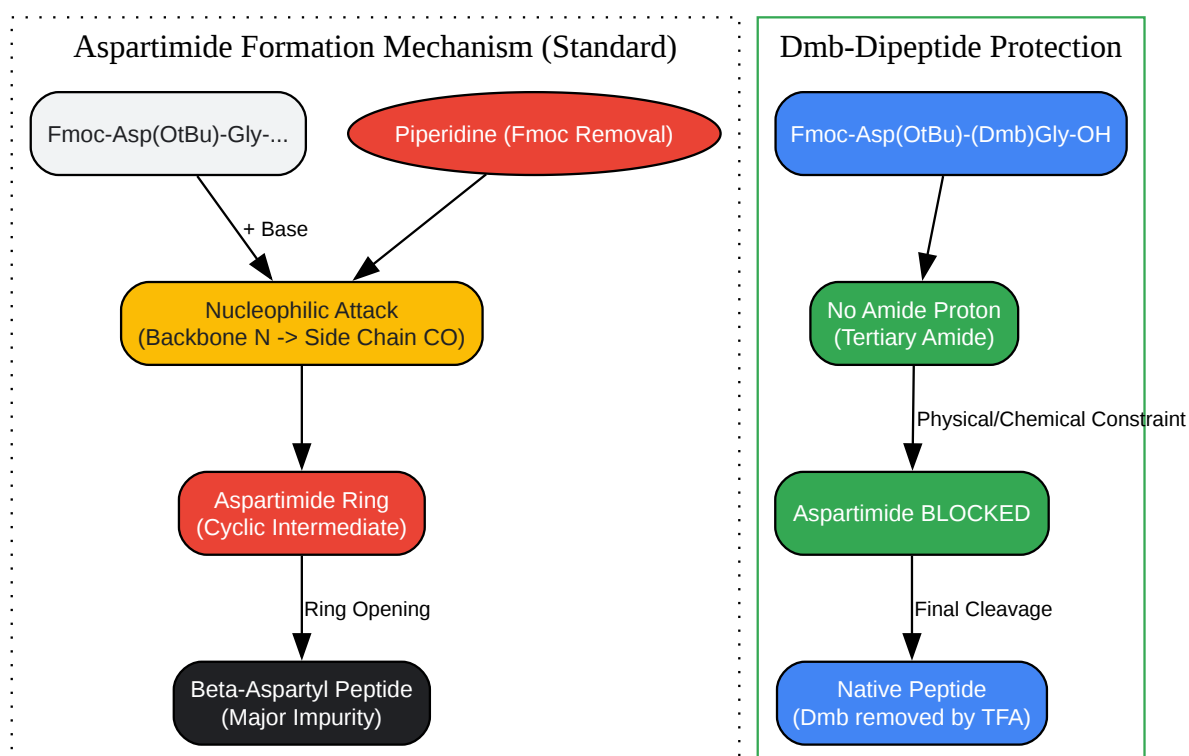 Aspartimide Formation Mechanism (Standard)
Fmoc-Asp(OtBu)-Gly-...
Piperidine (Fmoc Removal)
+ Base
Nucleophilic Attack
(Backbone N -> Side Chain CO)
Aspartimide Ring
(Cyclic Intermediate)
Ring Opening
Beta-Aspartyl Peptide
(Major Impurity)
Dmb-Dipeptide Protection
Fmoc-Asp(OtBu)-(Dmb)Gly-OH
No Amide Proton
(Tertiary Amide)
Physical/Chemical Constraint
Aspartimide BLOCKED
Final Cleavage
Native Peptide
(Dmb removed by TFA)